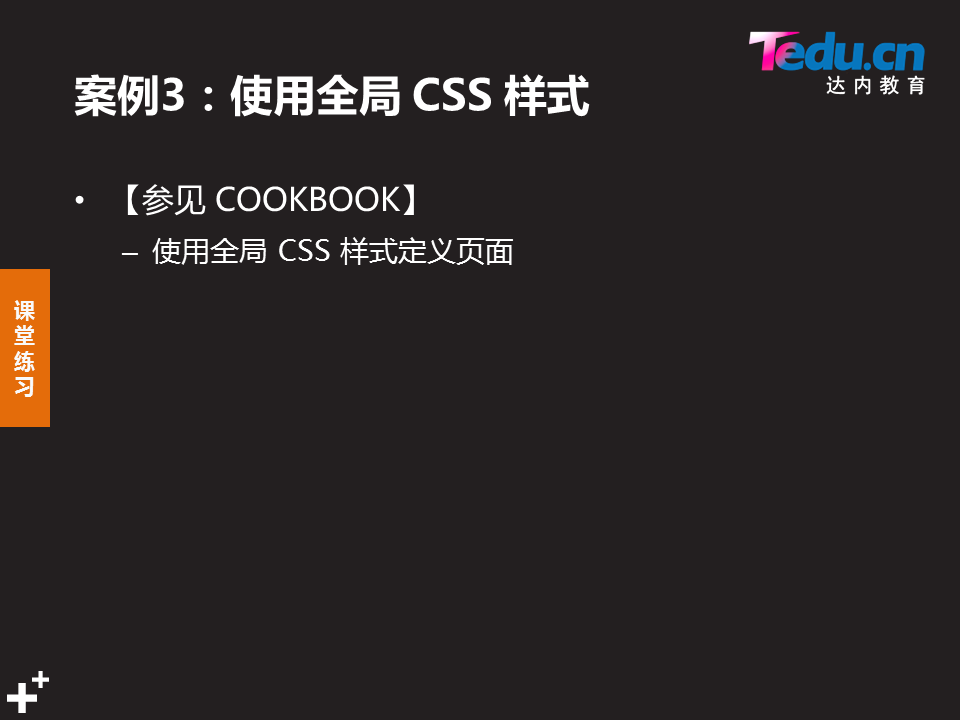 Tedu.cn
达内教育
案例3：使用全局 CSS 样式
• 【参见 COOKBOOK】
– 使用全局 CSS 样式定义页面
课
堂
练
习